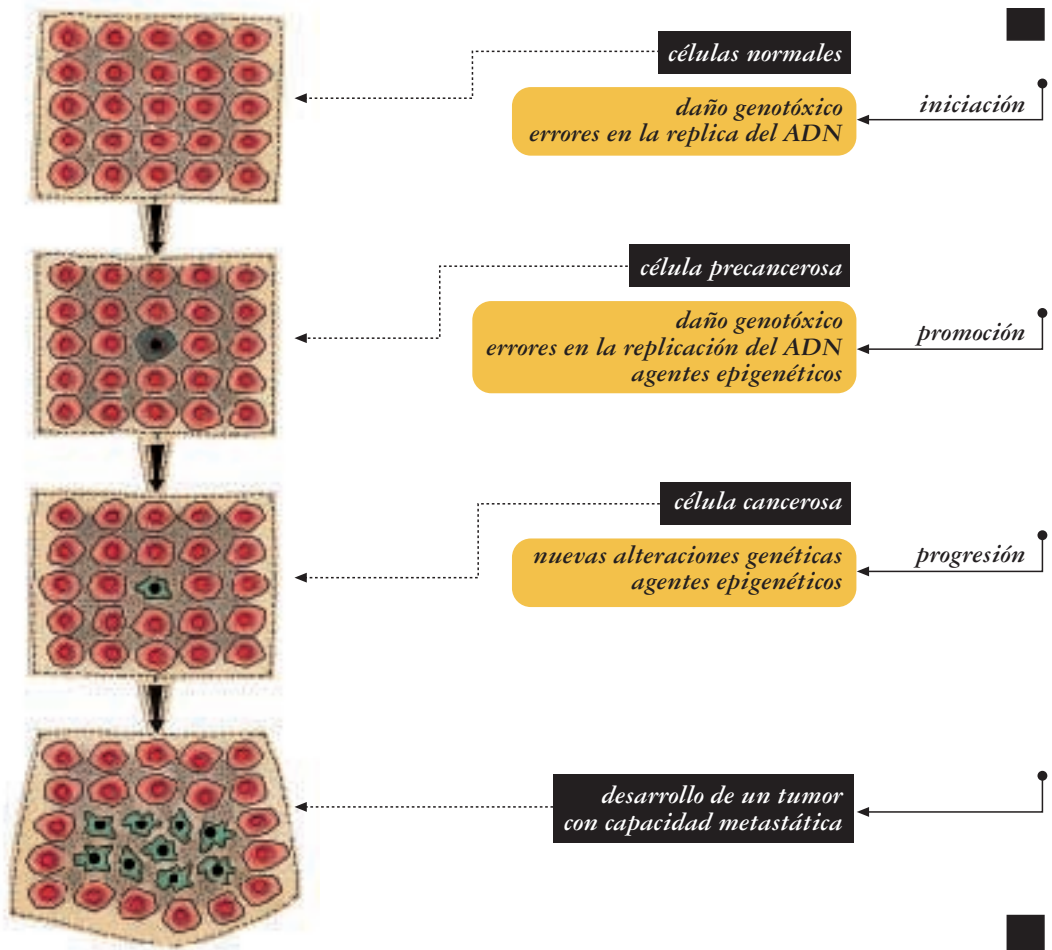 células normales
daño genotóxico
errores en la replica del ADN
iniciación
célula precancerosa
daño genotóxico
errores en la replicación del ADN
agentes epigenéticos
promoción
célula cancerosa
nuevas alteraciones genéticas
agentes epigenéticos
progresión
desarrollo de un tumor
con capacidad metastática